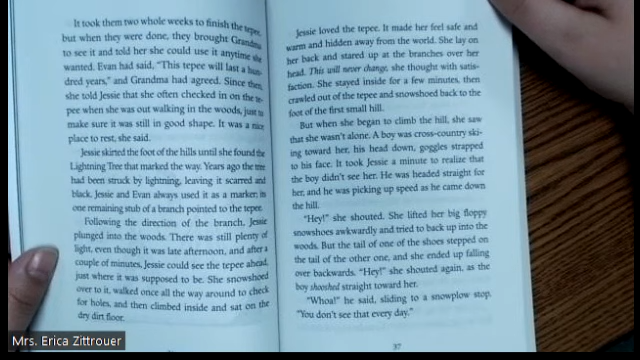 It took them two whole weeks to finish the tepee,
but when they were done, they brought Grandma
to see it and told her she could use it anytime she
wanted. Evan had said, "This tepee will last a hun-
dred years," and Grandma had agreed. Since then,
she told Jessie that she often checked in on the te-
pee when she was out walking in the woods, just to
make sure it was still in good shape. It was a nice
place to rest, she said.
Jessie skirted the foot of the hills until she found the
Lightning Tree that marked the way. Years ago the tree
had been struck by lightning, leaving it scarred and
black. Jessie and Evan always used it as a marker; its
one remaining stub of a branch pointed to the tepee.
Following the direction of the branch, Jessie
plunged into the woods. There was still plenty of
light, even though it was late afternoon, and after a
couple of minutes, Jessie could see the tepee ahead,
just where it was supposed to be. She snowshoed
over to it, walked once all the way around to check
for holes, and then climbed inside and sat on the
dry dirt floor.
Jessie loved the tepee. It made her feel safe and
warm and hidden away from the world. She lay on
her back and stared up at the branches over her
head. This will never change, she thought with satis-
faction. She stayed inside for a few minutes, then
crawled out of the tepee and snowshoed back to the
foot of the first small hill.
But when she began to climb the hill, she saw
that she wasn't alone. A boy was cross-country ski-
ing toward her, his head down, goggles strapped
to his face. It took Jessie a minute to realize that
the boy didn't see her. He was headed straight for
her, and he was picking up speed as he came down
the hill.
"Hey!" she shouted. She lifted her big floppy
snowshoes awkwardly and tried to back up into the
woods. But the tail of one of the shoes stepped on
the tail of the other one, and she ended up falling
over backwards. "Hey!" she shouted again, as the
boy shooshed straight toward her.
"Whoa!" he said, sliding to a snowplow stop.
"You don't see that every day."
37
Mrs. Erica Zittrouer